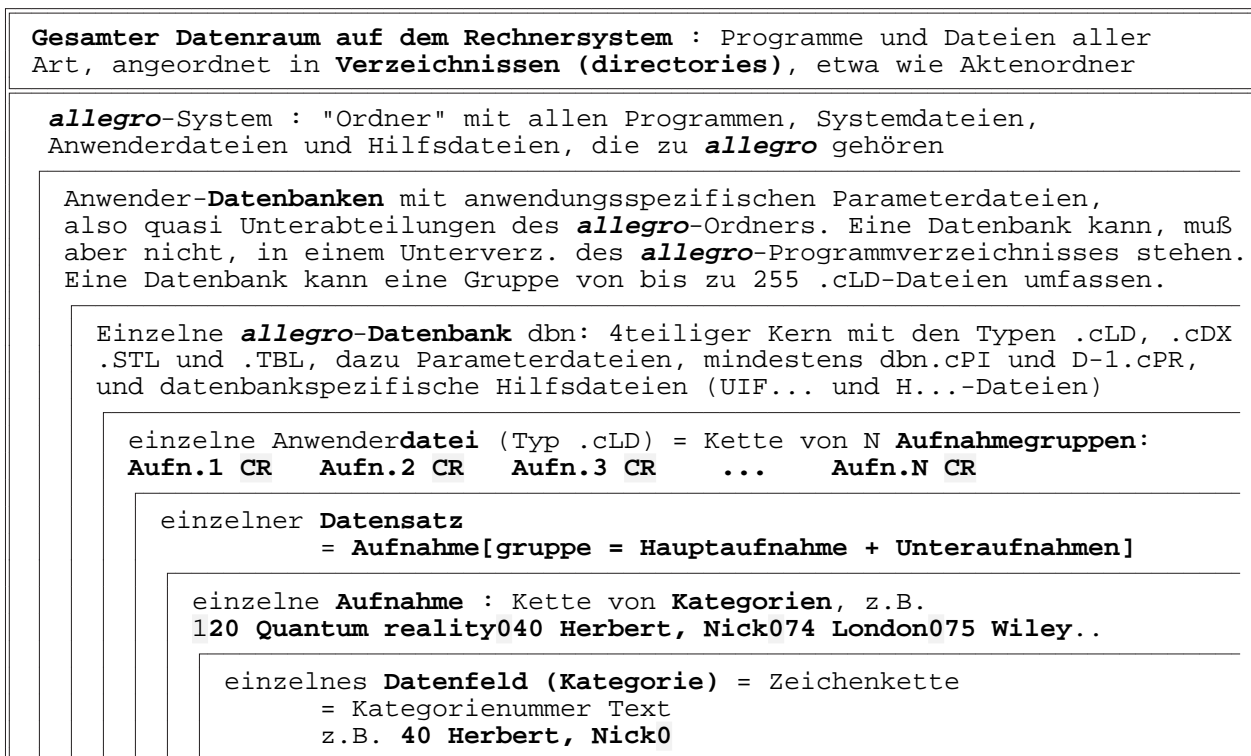 Gesamter Datenraum auf dem Rechnersystem : Programme und Dateien aller
Art, angeordnet in Verzeichnissen (directories), etwa wie Aktenordner
allegro-System : "Ordner" mit allen Programmen, Systemdateien,
Anwenderdateien und Hilfsdateien, die zu allegro gehören
Anwender-Datenbanken mit anwendungsspezifischen Parameterdateien,
also quasi Unterabteilungen des allegro-Ordners. Eine Datenbank kann, muß
aber nicht, in einem Unterverz. des allegro-Programmverzeichnisses stehen.
Eine Datenbank kann eine Gruppe von bis zu 255 .cLD-Dateien umfassen.
Einzelne allegro-Datenbank dbn: 4teiliger Kern mit den Typen .cLD, .cDX
.STL und .TBL, dazu Parameterdateien, mindestens dbn.cPI und D-1.cPR,
und datenbankspezifische Hilfsdateien (UIF... und H...-Dateien)
einzelne Anwenderdatei (Typ .cLD) = Kette von N Aufnahmegruppen:
Aufn.1 CR Aufn.2 CR Aufn.3 CR ... Aufn.N CR
einzelner Datensatz
= Aufnahme[gruppe = Hauptaufnahme + Unteraufnahmen]
einzelne Aufnahme : Kette von Kategorien, z.B.
120 Quantum reality040 Herbert, Nick074 London075 Wiley..
einzelnes Datenfeld (Kategorie) = Zeichenkette
= Kategorienummer Text
z.B. 40 Herbert, Nick0